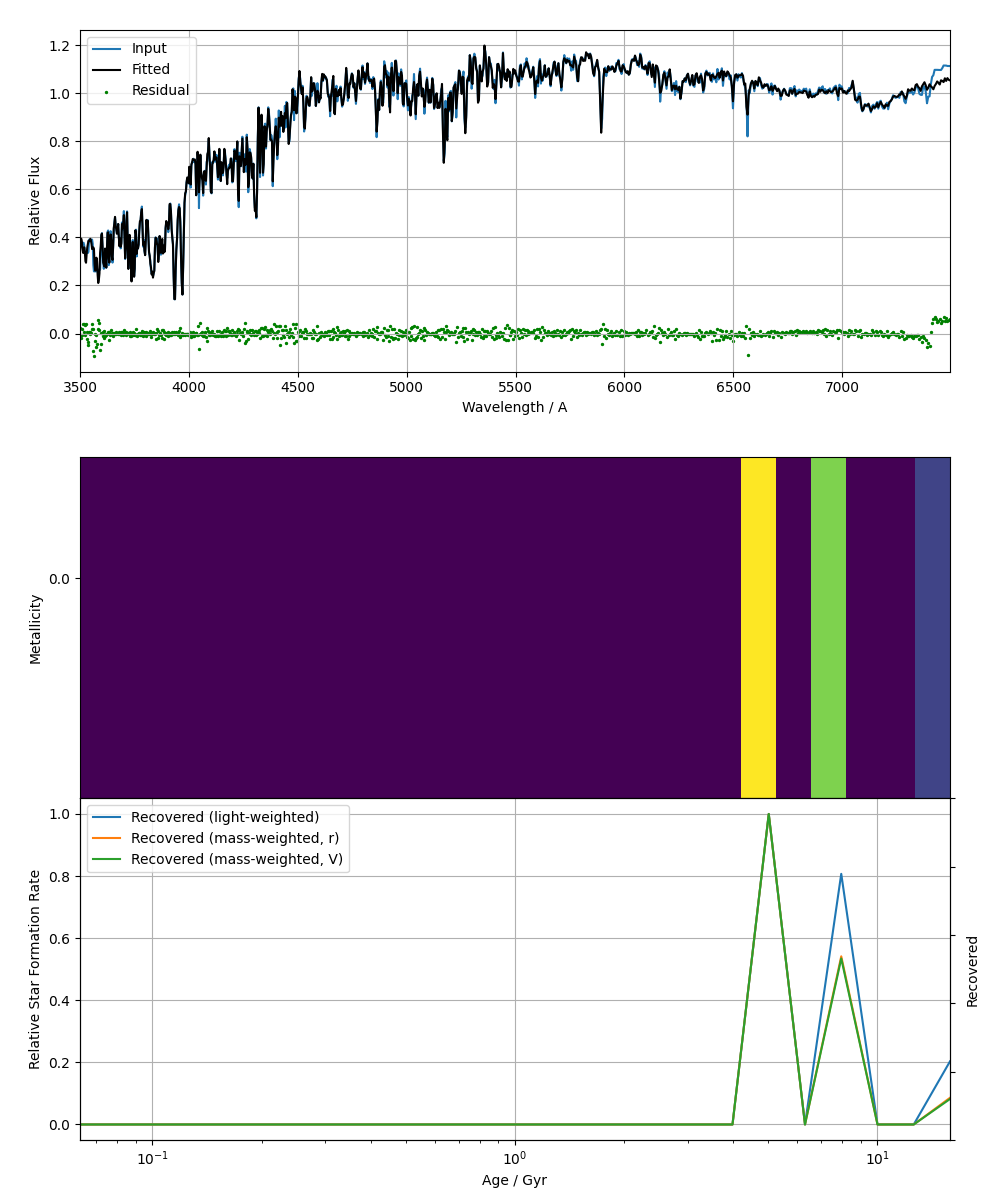 1.2
1.0
0.8
0.6
0.4
0.2
0.0
Relative Flux
Input
Fitted
Residual
3500 4000 4500 5000 5500 6000 6500 7000
Wavelength / A
0.0
Metallicity
1.0
0.8
0.6
0.4
0.2
0.0
Relative Star Formation Rate
Recovered (light-weighted)
Recovered (mass-weighted, r)
Recovered (mass-weighted, V)
Recovered
10⁻¹ 10⁰ 10¹
Age / Gyr